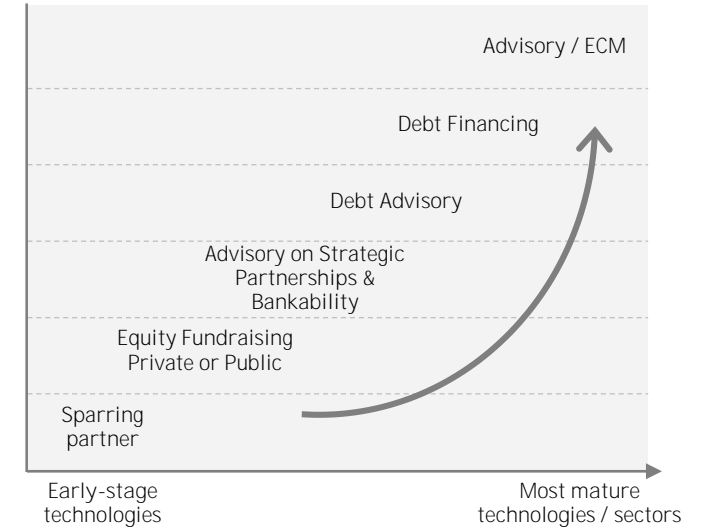 Advisory / ECM
Debt Financing
Debt Advisory
Advisory on Strategic
Partnerships &
Bankability
Equity Fundraising
Private or Public
Sparring
partner
Early-stage
technologies
Most mature
technologies / sectors